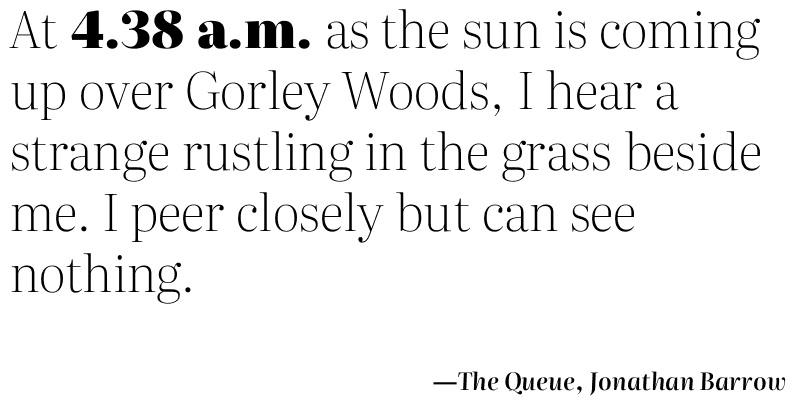 At 4.38 a.m. as the sun is coming
up over Gorley Woods, I hear a
strange rustling in the grass beside
me. I peer closely but can see
nothing.
—The Queue, Jonathan Barrow